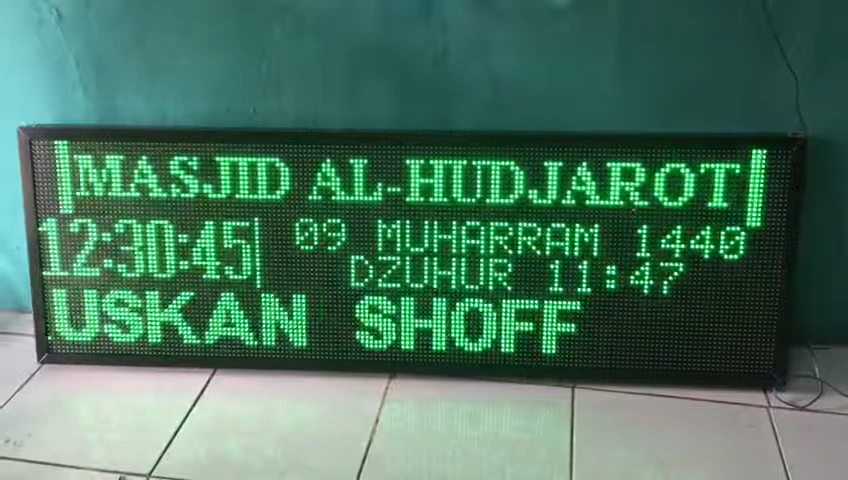 MASJID AL-HUDJAROT
12:30:45 09 MUHARRAM 1440
DZUHUR 11:47
USKAN SHOFF